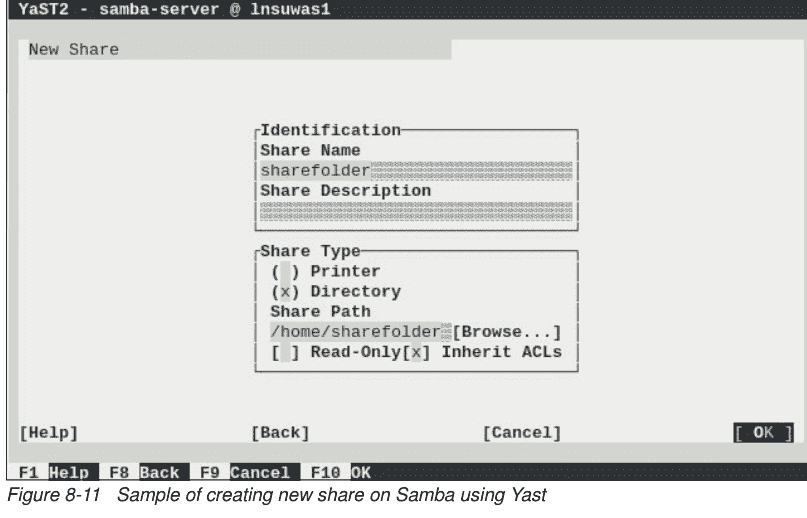 YaST2 - samba-server @ lnsuwas1
New Share
Identification
Share Name
sharefolder
Share Description
Share Type
( ) Printer
(x) Directory
Share Path
/home/sharefolder [Browse...]
[ ] Read-Only[x] Inherit ACLs
[Help] [Back] [Cancel] [ OK ]
F1 Help F8 Back F9 Cancel F10 OK
Figure 8-11 Sample of creating new share on Samba using Yast